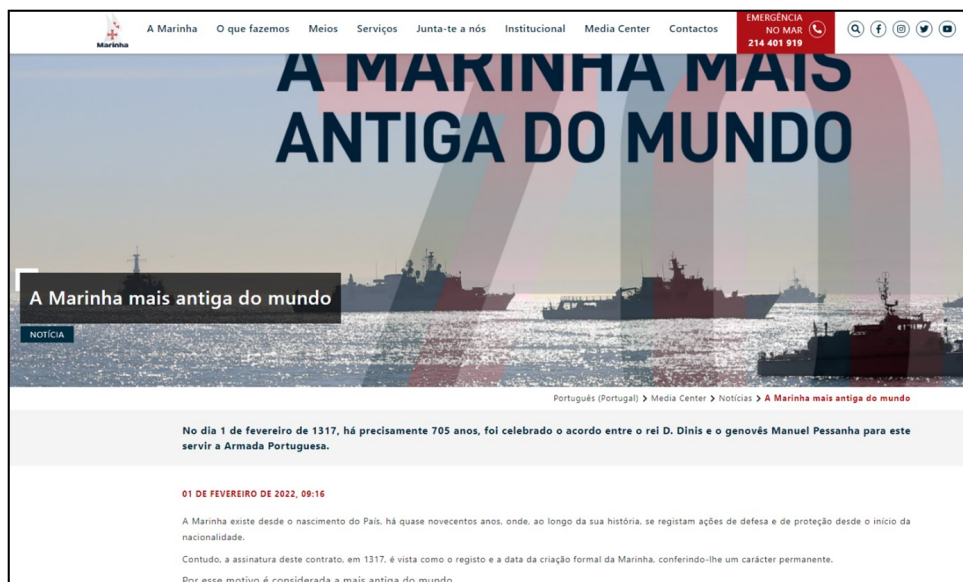 Marinha
A Marinha O que fazemos Meios Serviços Junta-te a nós Institucional Media Center Contactos
EMERGÊNCIA
NO MAR
214 401 919
A MARINHA MAIS
ANTIGA DO MUNDO
70
A Marinha mais antiga do mundo
NOTÍCIA
Português (Portugal) > Media Center > Notícias > A Marinha mais antiga do mundo
No dia 1 de fevereiro de 1317, há precisamente 705 anos, foi celebrado o acordo entre o rei D. Dinis e o genovês Manuel Pessanha para este
servir a Armada Portuguesa.
01 DE FEVEREIRO DE 2022, 09:16
A Marinha existe desde o nascimento do País, há quase novecentos anos, onde, ao longo da sua história, se registam ações de defesa e de proteção desde o início da
nacionalidade.
Contudo, a assinatura deste contrato, em 1317, é vista como o registo e a data da criação formal da Marinha, conferindo-lhe um carácter permanente.
Por esse motivo é considerada a mais antiga do mundo